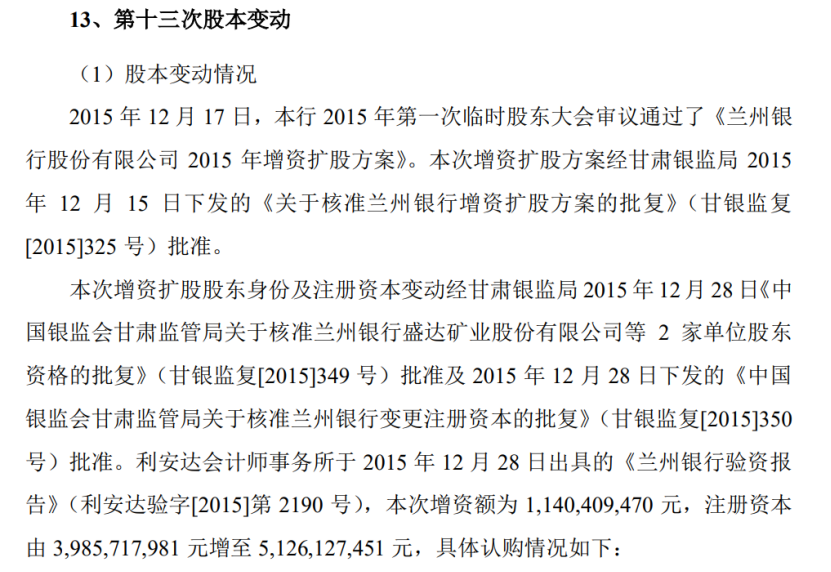 13、第十三次股本变动
（1）股本变动情况
2015 年 12 月 17 日，本行 2015 年第一次临时股东大会审议通过了《兰州银
行股份有限公司 2015 年增资扩股方案》。本次增资扩股方案经甘肃银监局 2015
年 12 月 15 日下发的《关于核准兰州银行增资扩股方案的批复》（甘银监复
[2015]325 号）批准。
本次增资扩股股东身份及注册资本变动经甘肃银监局 2015 年 12 月 28 日《中
国银监会甘肃监管局关于核准兰州银行盛达矿业股份有限公司等 2 家单位股东
资格的批复》（甘银监复[2015]349 号）批准及 2015 年 12 月 28 日下发的《中国
银监会甘肃监管局关于核准兰州银行变更注册资本的批复》（甘银监复[2015]350
号）批准。利安达会计师事务所于 2015 年 12 月 28 日出具的《兰州银行验资报
告》（利安达验字[2015]第 2190 号），本次增资额为 1,140,409,470 元，注册资本
由 3,985,717,981 元增至 5,126,127,451 元，具体认购情况如下：